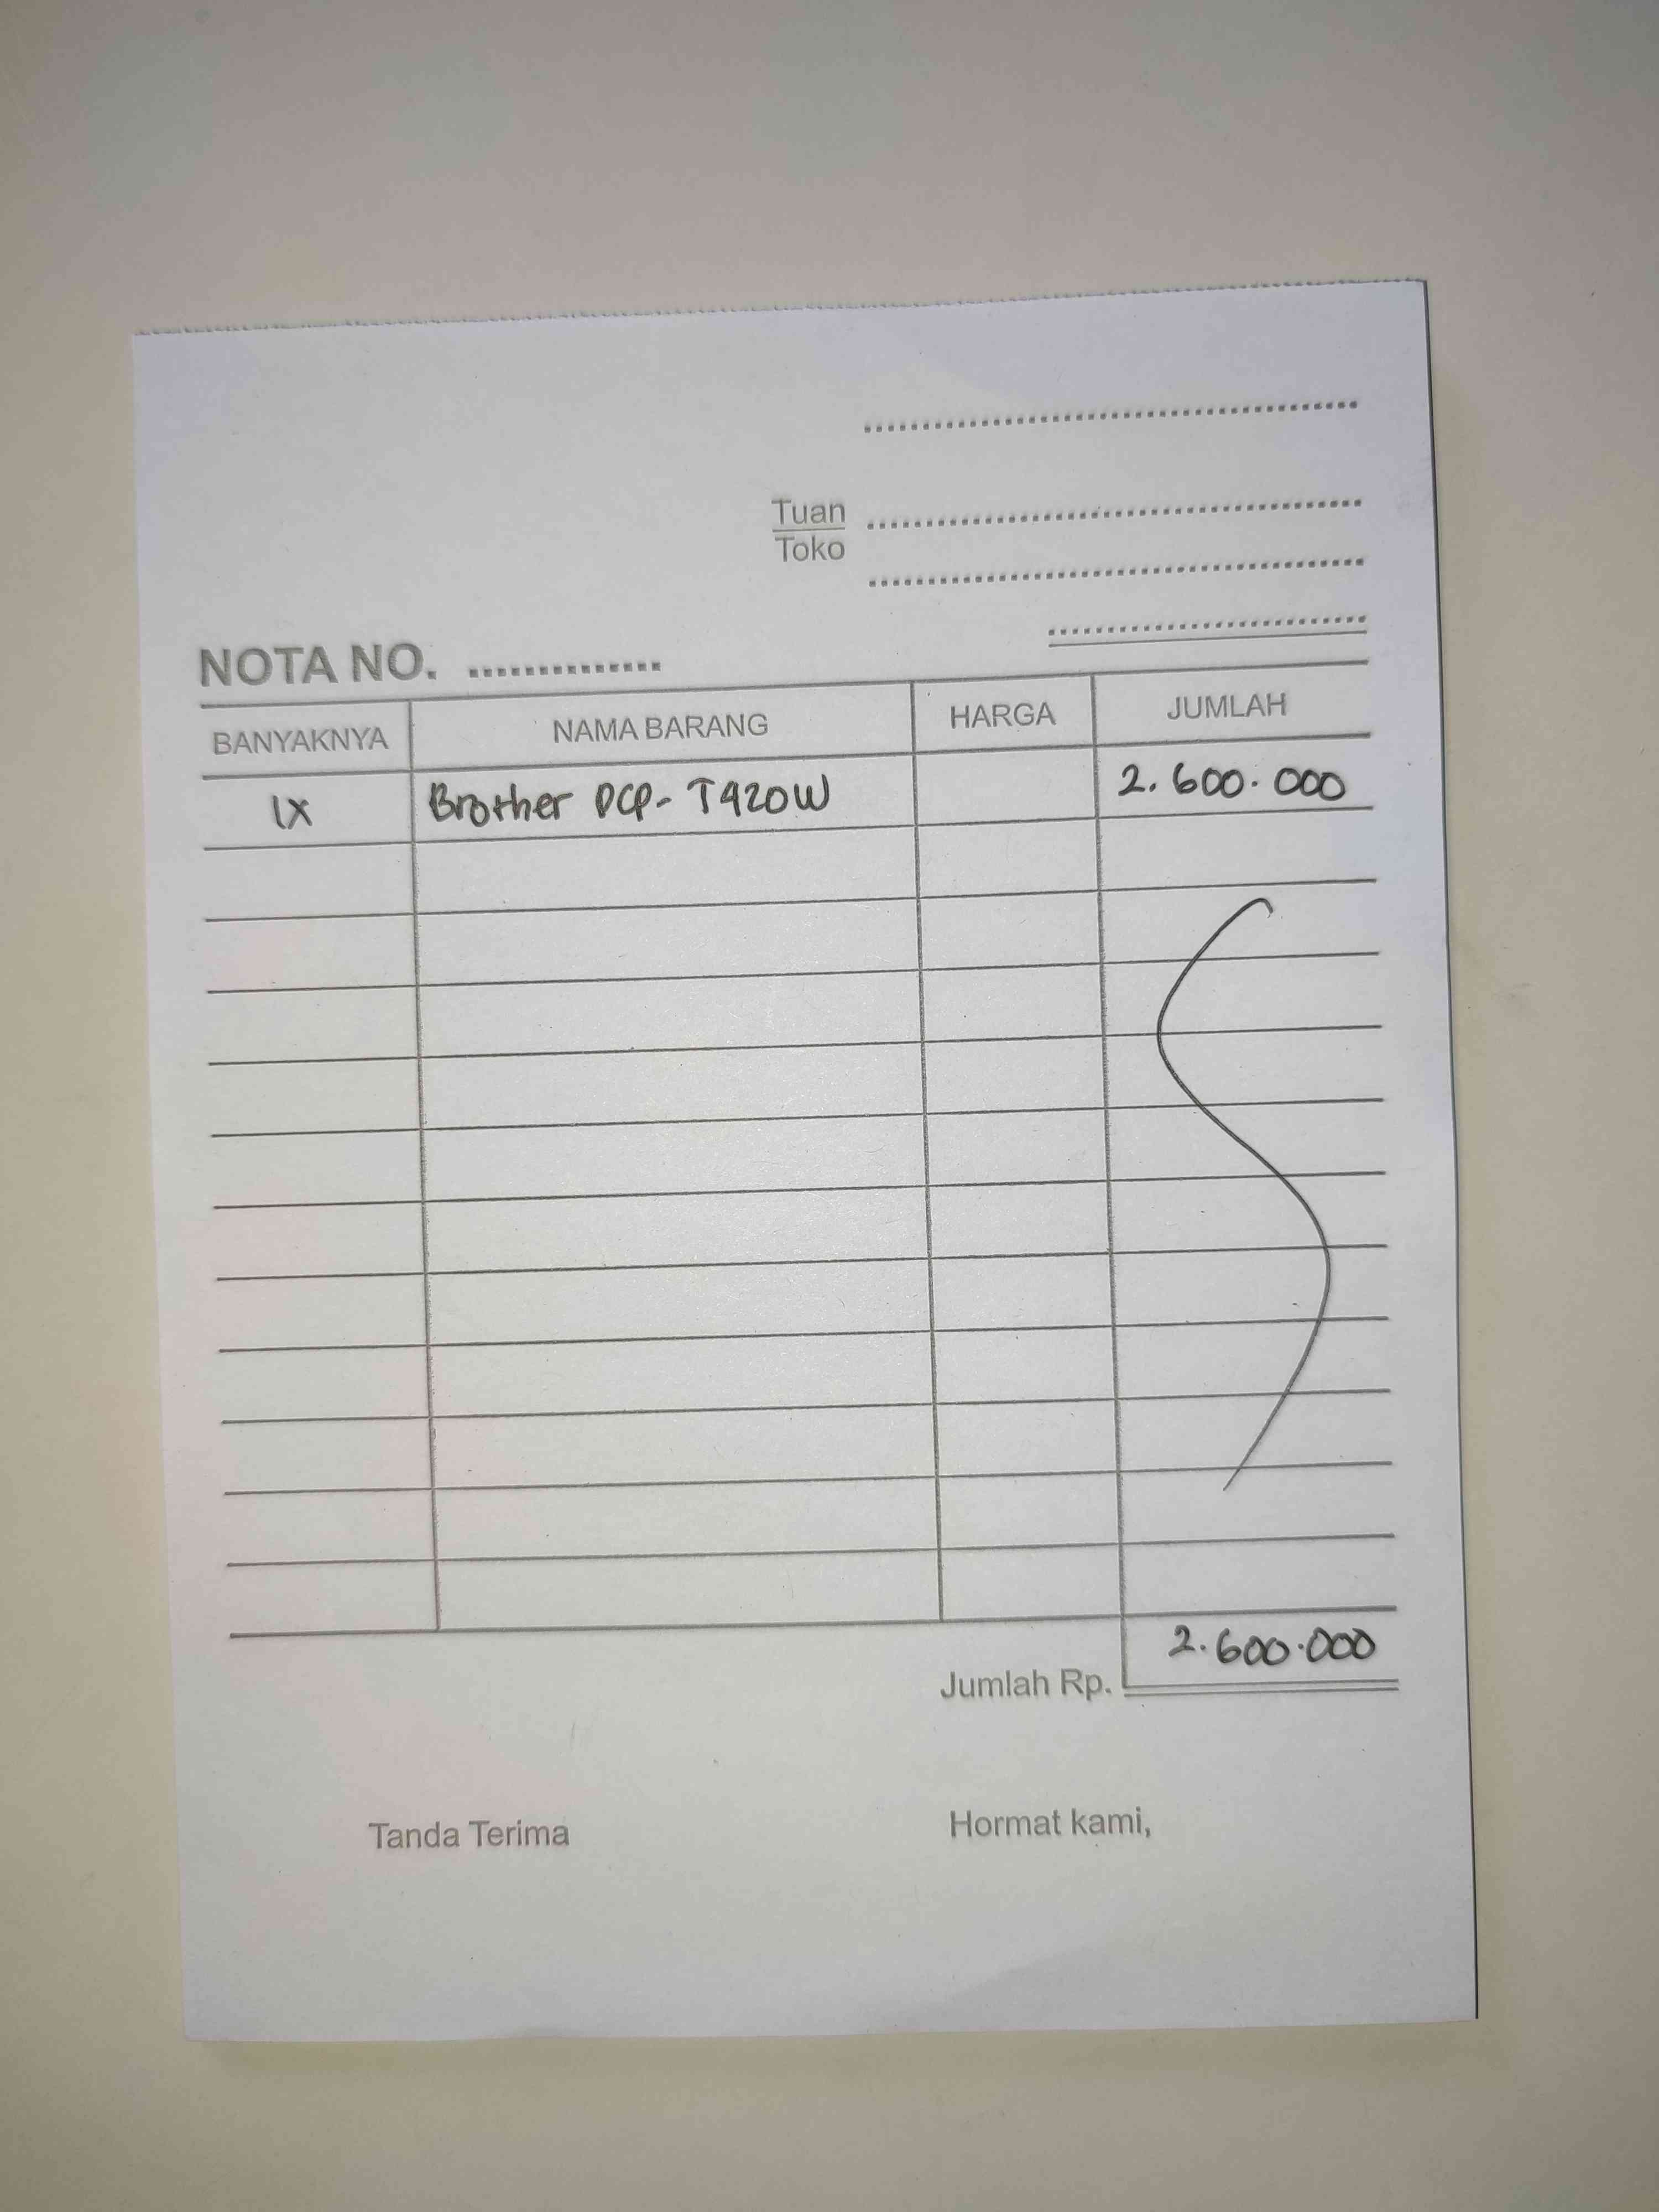 Tuan
Toko
NOTA NO. ..............
BANYAKNYA NAMA BARANG HARGA JUMLAH
1X Brother DCP-T920W 2.600.000
Jumlah Rp. 2.600.000
Tanda Terima Hormat kami,